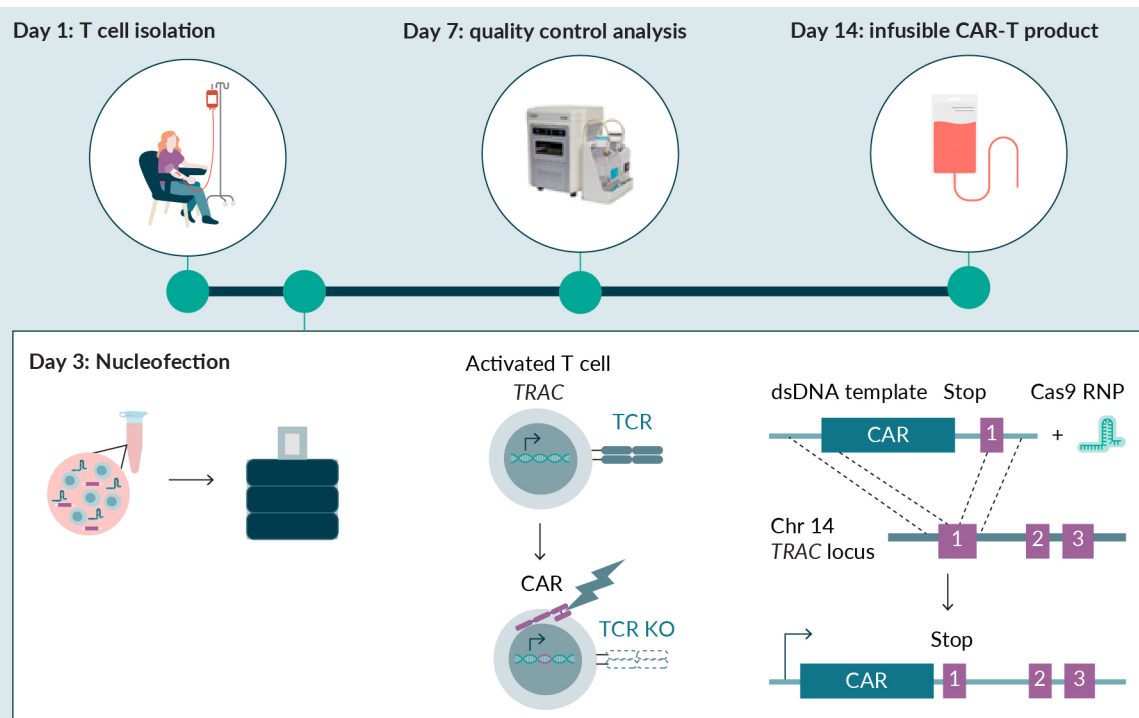 Day 1: T cell isolation
Day 7: quality control analysis
Day 14: infusible CAR-T product
Day 3: Nucleofection
Activated T cell
TRAC
TCR
CAR
TCR KO
dsDNA template Stop Cas9 RNP
CAR 1 +
Chr 14
TRAC locus
1 2 3
Stop
CAR 1 2 3